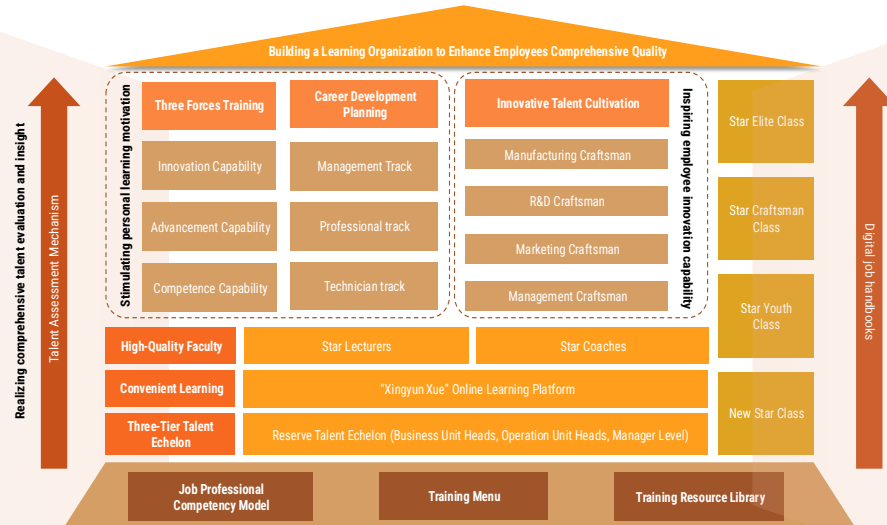 Building a Learning Organization to Enhance Employees Comprehensive Quality
Realizing comprehensive talent evaluation and insight
Talent Assessment Mechanism
Stimulating personal learning motivation
Three Forces Training
Innovation Capability
Advancement Capability
Competence Capability
Career Development
Planning
Management Track
Professional track
Technician track
Innovative Talent Cultivation
Manufacturing Craftsman
R&D Craftsman
Marketing Craftsman
Management Craftsman
Inspiring employee innovation capability
Star Elite Class
Star Craftsman
Class
Star Youth
Class
New Star Class
Digital job handbooks
High-Quality Faculty
Star Lecturers
Star Coaches
Convenient Learning
"Xingyun Xue" Online Learning Platform
Three-Tier Talent
Echelon
Reserve Talent Echelon (Business Unit Heads, Operation Unit Heads, Manager Level)
Job Professional
Competency Model
Training Menu
Training Resource Library